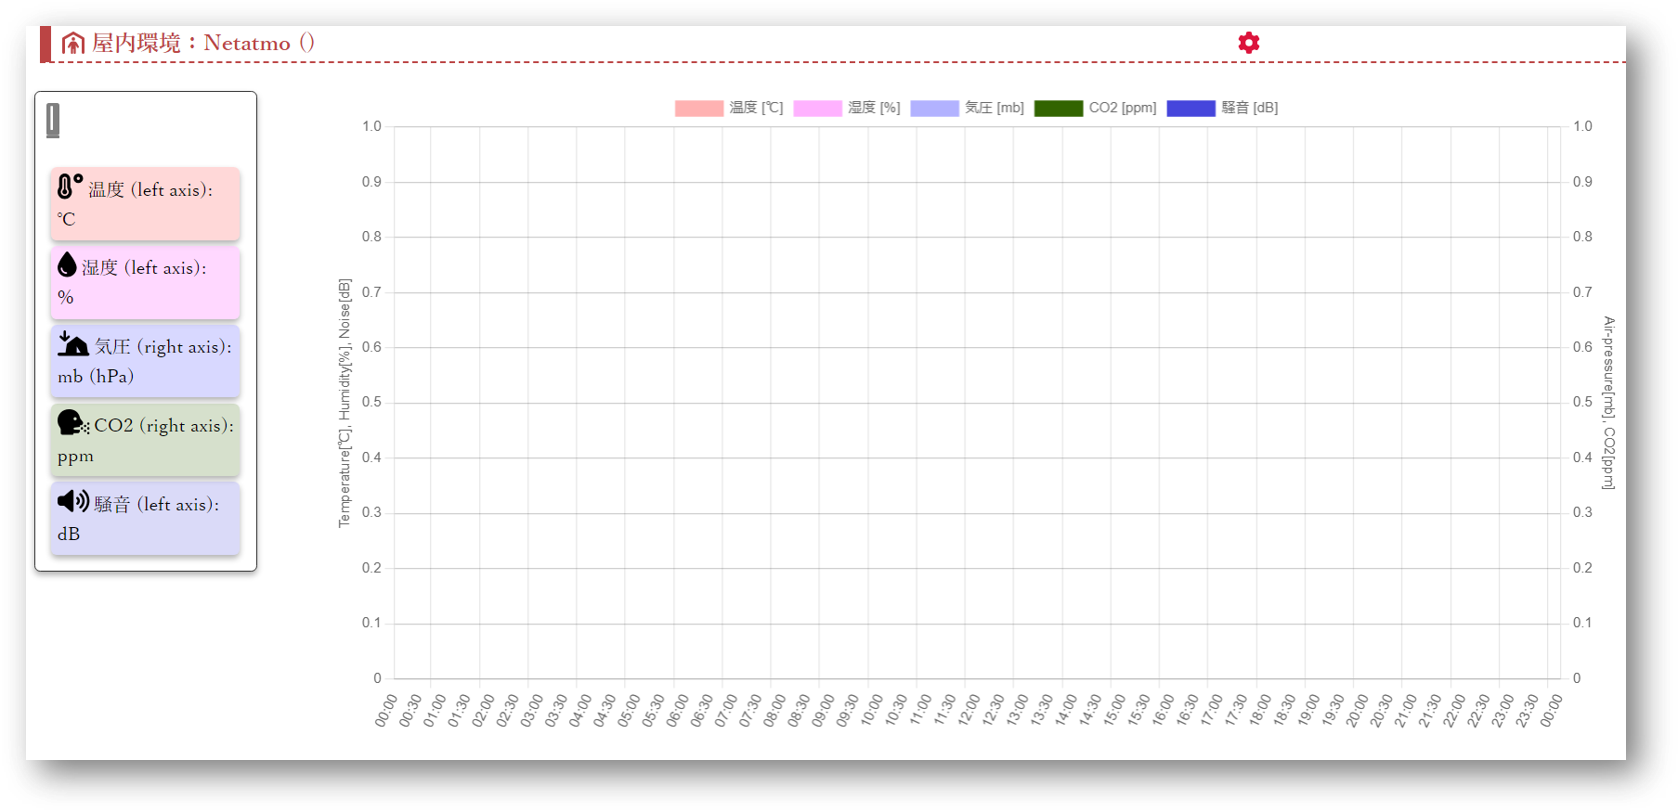 屋内環境：Netatmo ()
温度 (left axis):
℃
湿度 (left axis):
%
気圧 (right axis):
mb (hPa)
CO2 (right axis):
ppm
騒音 (left axis):
dB
温度 [℃] 湿度 [%] 気圧 [mb] CO2 [ppm] 騒音 [dB]
Temperature[℃], Humidity[%], Noise[dB]
1.0
0.9
0.8
0.7
0.6
0.5
0.4
0.3
0.2
0.1
0
1.0
0.9
0.8
0.7
0.6
0.5
0.4
0.3
0.2
0.1
0
Air-pressure[mb], CO2[ppm]
00:00 00:30 01:00 01:30 02:00 02:30 03:00 03:30 04:00 04:30 05:00 05:30 06:00 06:30 07:00 07:30 08:00 08:30 09:00 09:30 10:00 10:30 11:00 11:30 12:00 12:30 13:00 13:30 14:00 14:30 15:00 15:30 16:00 16:30 17:00 17:30 18:00 18:30 19:00 19:30 20:00 20:30 21:00 21:30 22:00 22:30 23:00 23:30 00:00